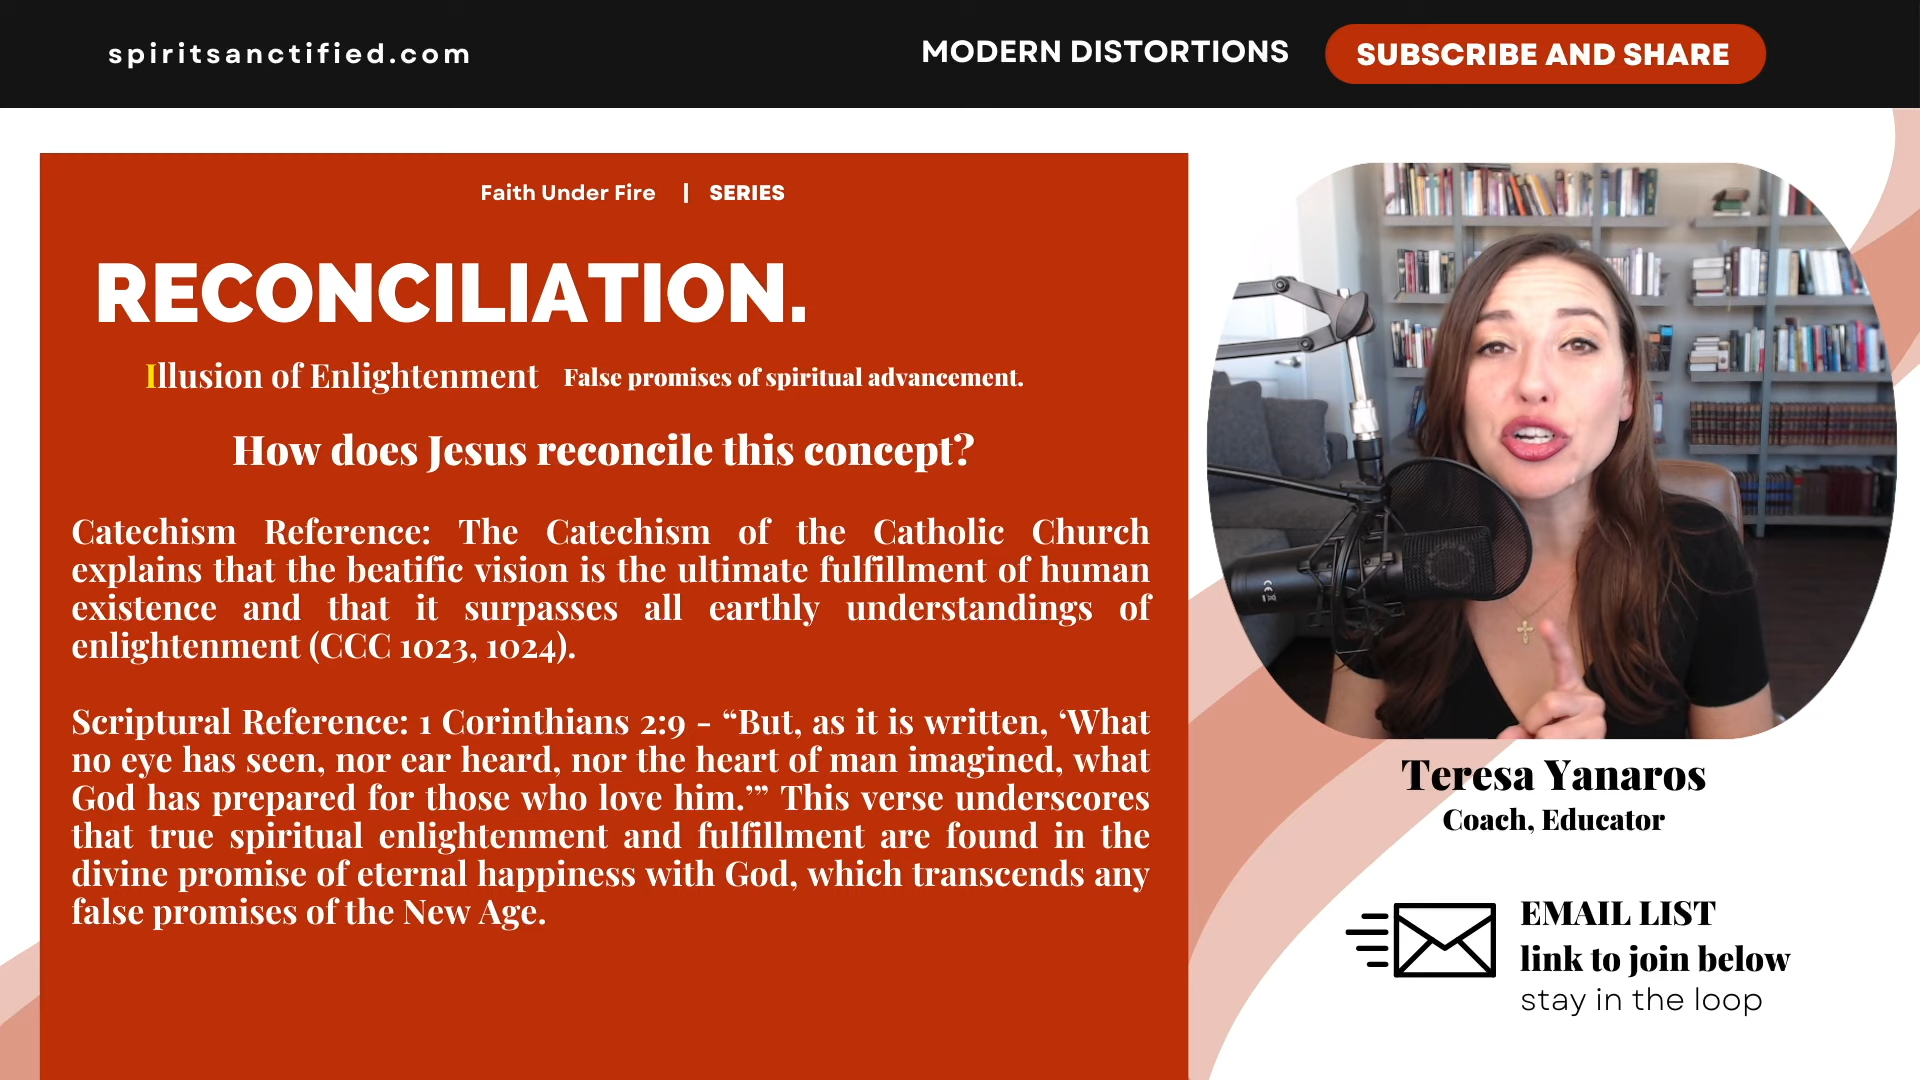 spiritsanctified.com
MODERN DISTORTIONS
SUBSCRIBE AND SHARE
Faith Under Fire | SERIES
RECONCILIATION.
Illusion of Enlightenment False promises of spiritual advancement.
How does Jesus reconcile this concept?
Catechism Reference: The Catechism of the Catholic Church
explains that the beatific vision is the ultimate fulfillment of human
existence and that it surpasses all earthly understandings of
enlightenment (CCC 1023, 1024).
Scriptural Reference: 1 Corinthians 2:9 - “But, as it is written, ‘What
no eye has seen, nor ear heard, nor the heart of man imagined, what
God has prepared for those who love him.’” This verse underscores
that true spiritual enlightenment and fulfillment are found in the
divine promise of eternal happiness with God, which transcends any
false promises of the New Age.
Teresa Yanaros
Coach, Educator
EMAIL LIST
link to join below
stay in the loop